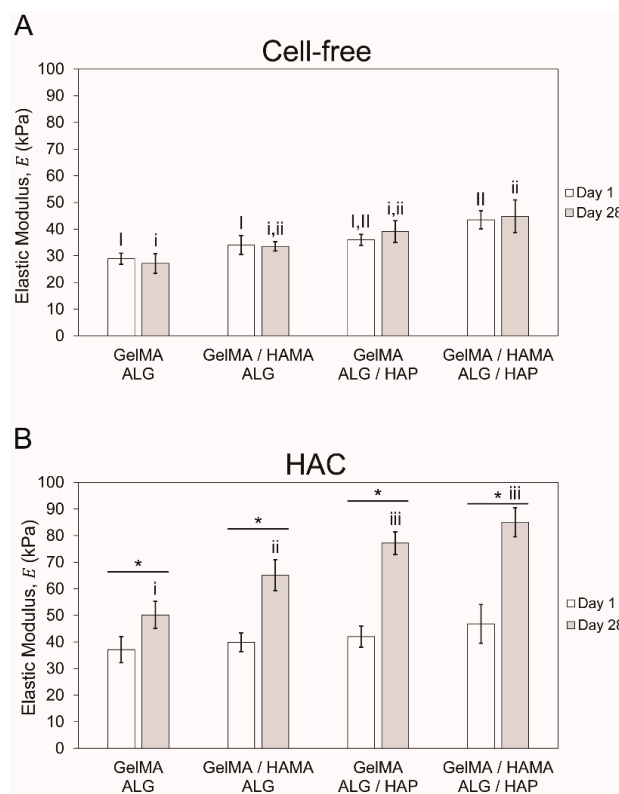 A
Cell-free
Elastic Modulus, E (kPa)
100
90
80
70
60
50
40
30
20
10
0
I
i
I
i,ii
I,II
i,ii
II
ii
Day 1
Day 28
GelMA
ALG
GelMA / HAMA
ALG
GelMA
ALG / HAP
GelMA / HAMA
ALG / HAP
B
HAC
Elastic Modulus, E (kPa)
100
90
80
70
60
50
40
30
20
10
0
*
i
*
ii
*
iii
*
iii
Day 1
Day 28
GelMA
ALG
GelMA / HAMA
ALG
GelMA
ALG / HAP
GelMA / HAMA
ALG / HAP